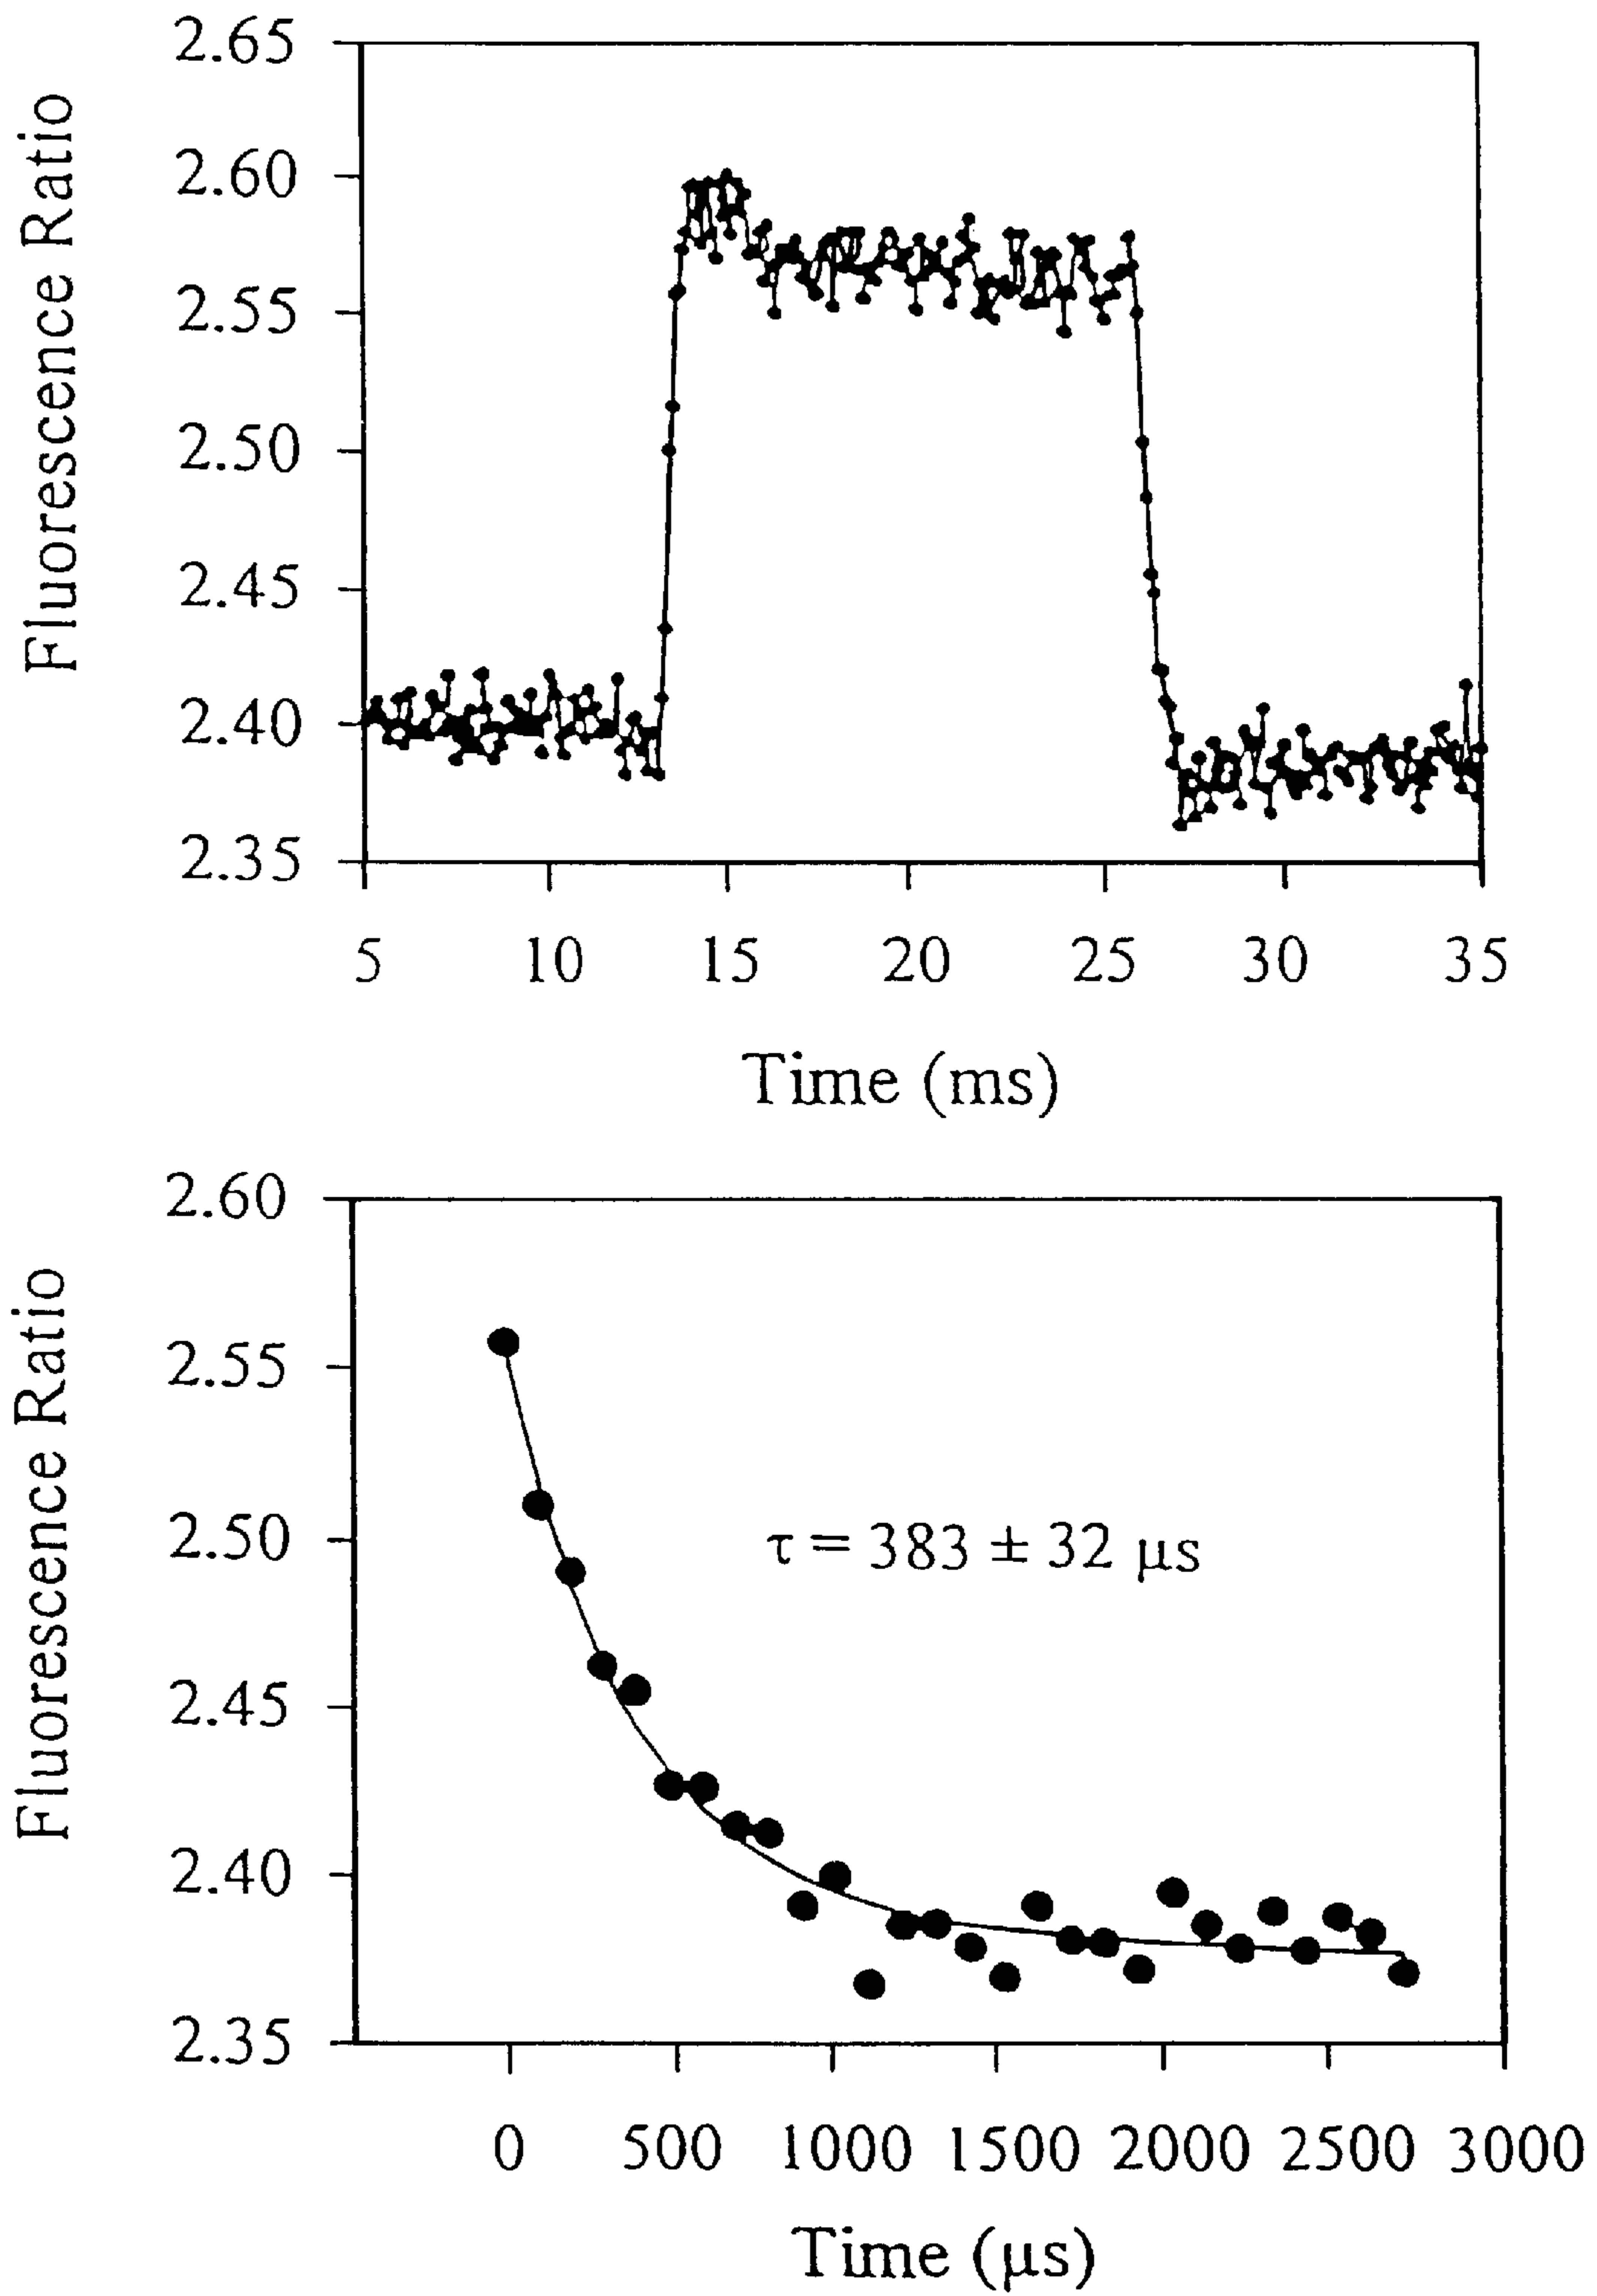 Fluorescence Ratio
2.65
2.60
2.55
2.50
2.45
2.40
2.35
5 10 15 20 25 30 35
Time (ms)
Fluorescence Ratio
2.60
2.55
2.50
2.45
2.40
2.35
τ = 383 ± 32 μs
0 500 1000 1500 2000 2500 3000
Time (μs)